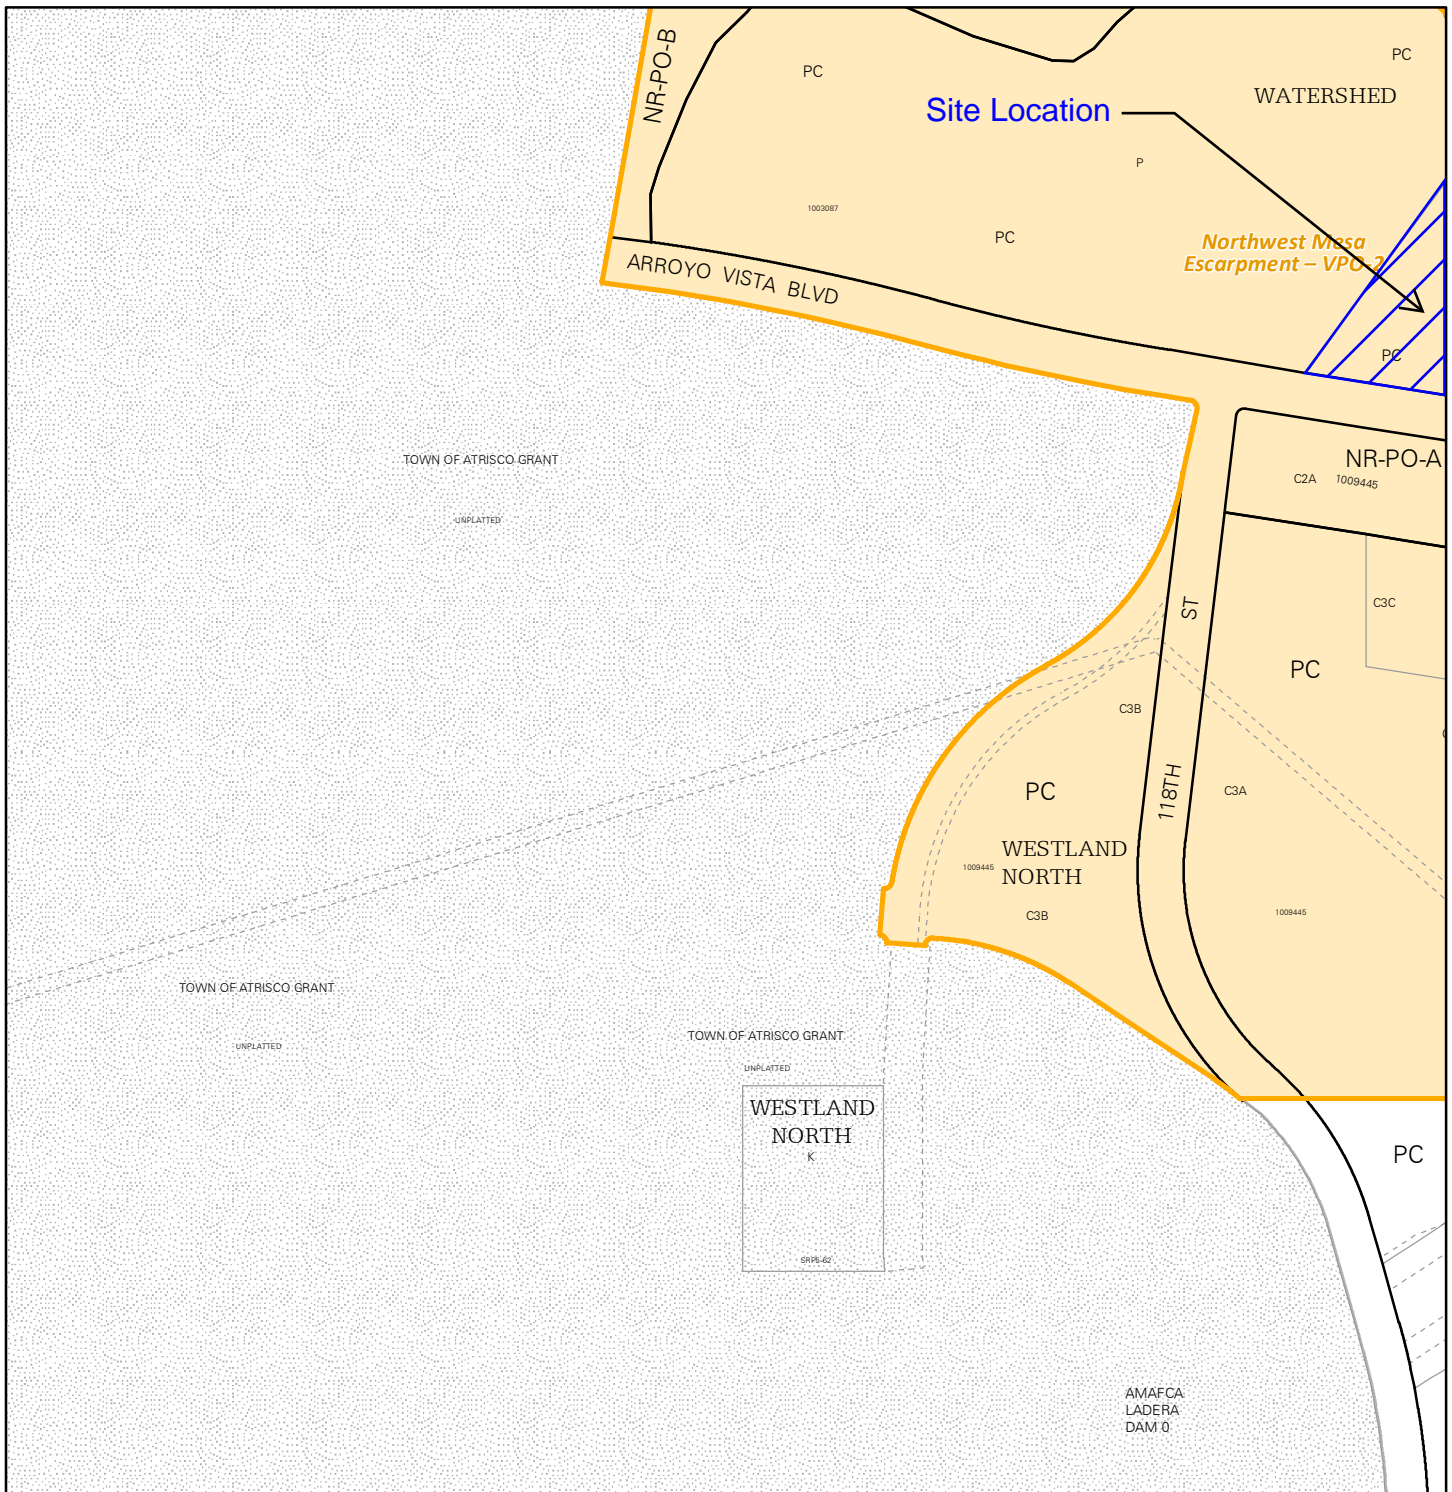 NR-PO-B
PC
PC
WATERSHED
Site Location
P
1003087
PC
Northwest Mesa
Escarpment – VPO-2
ARROYO VISTA BLVD
PC
TOWN OF ATRISCO GRANT
NR-PO-A
C2A
1009445
UNPLATTED
ST
C3C
PC
C3B
118TH
PC
C3A
WESTLAND
NORTH
1009445
C3B
1009445
TOWN OF ATRISCO GRANT
UNPLATTED
TOWN OF ATRISCO GRANT
UNPLATTED
WESTLAND
NORTH
K
SRP5-62
PC
AMAFCA
LADERA
DAM 0